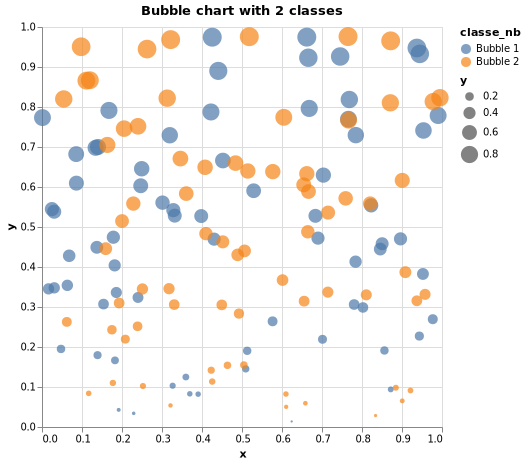 Bubble chart with 2 classes
classe_nb
Bubble 1
Bubble 2
y
0.2
0.4
0.6
0.8
y
1.0
0.9
0.8
0.7
0.6
0.5
0.4
0.3
0.2
0.1
0.0
0.0 0.1 0.2 0.3 0.4 0.5 0.6 0.7 0.8 0.9 1.0
x